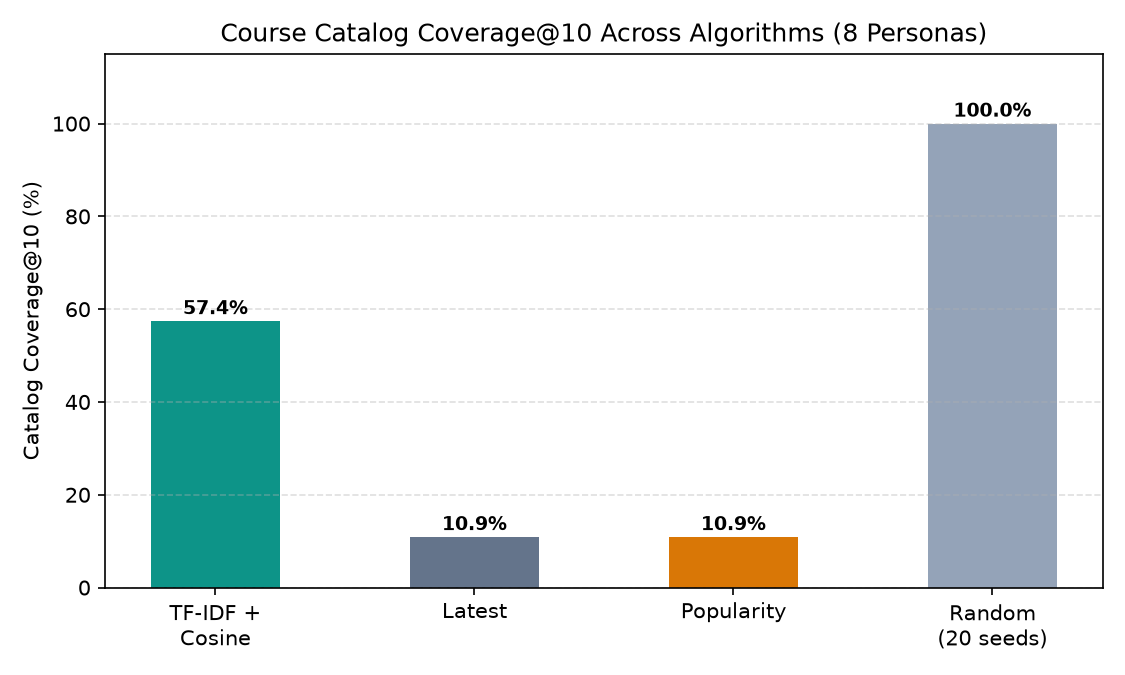 Course Catalog Coverage@10 Across Algorithms (8 Personas)
Catalog Coverage@10 (%)
100
80
60
40
20
0
57.4%
10.9%
10.9%
100.0%
TF-IDF +
Cosine
Latest
Popularity
Random
(20 seeds)